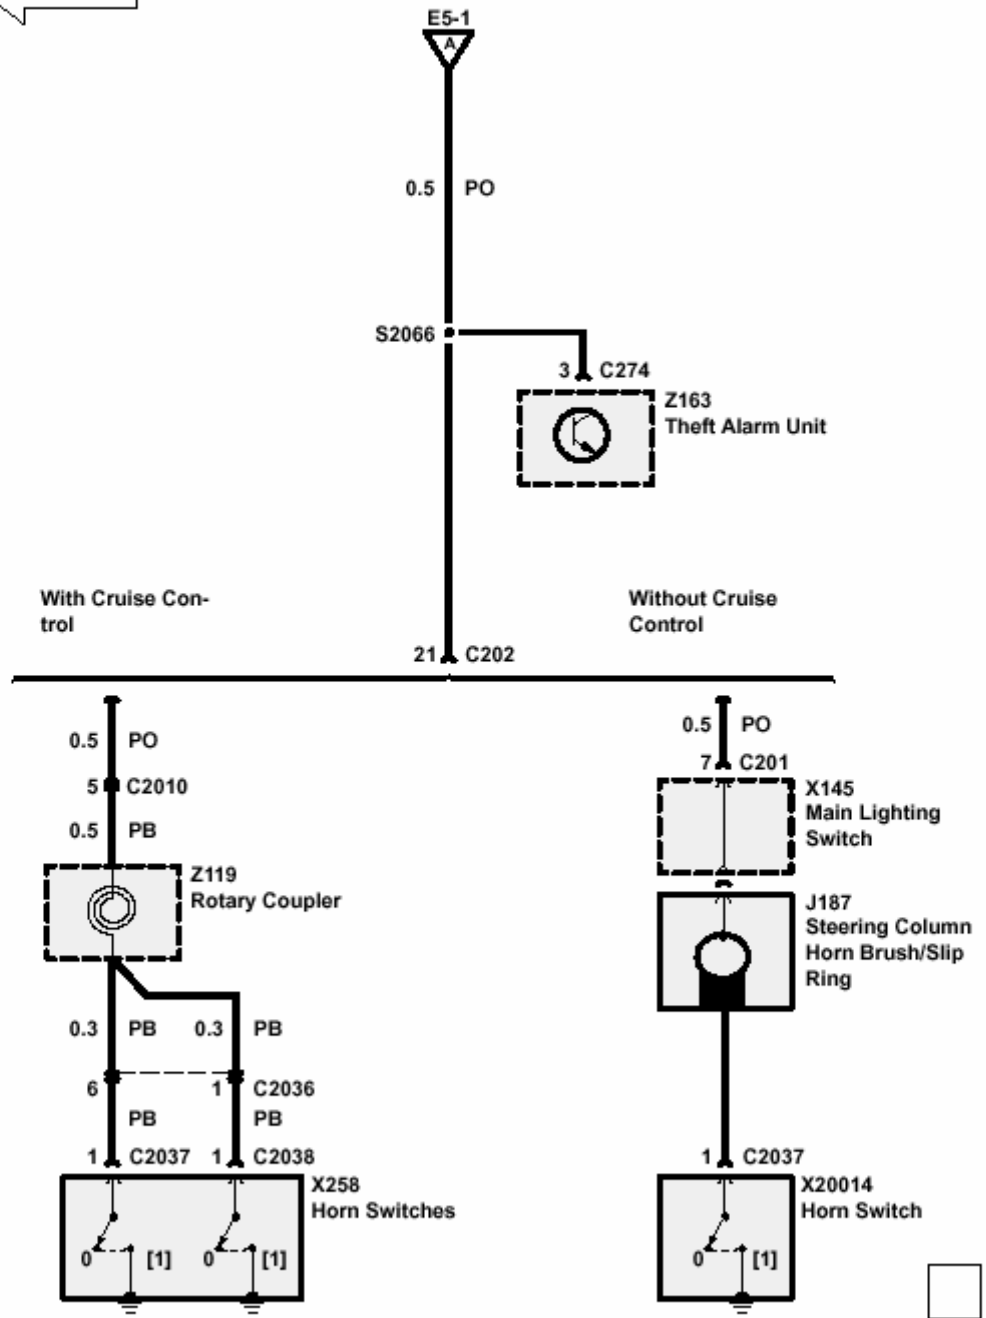 E5-1
A
0.5 PO
S2066
3 C274
Z163
Theft Alarm Unit
With Cruise Con-
trol
Without Cruise
Control
21 C202
0.5 PO
0.5 PO
7 C201
5 C2010
X145
Main Lighting
Switch
0.5 PB
Z119
Rotary Coupler
J187
Steering Column
Horn Brush/Slip
Ring
0.3 PB 0.3 PB
6 1 C2036
PB PB
1 C2037 1 C2038
1 C2037
X258
Horn Switches
X20014
Horn Switch
0 [1] 0 [1]
0 [1]